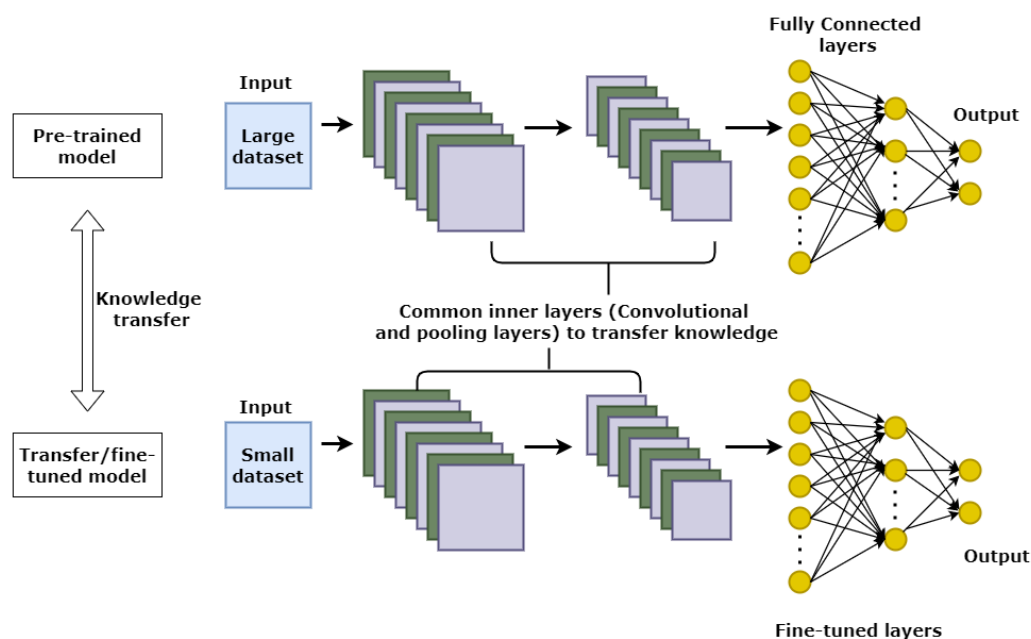 Fully Connected
layers
Input
Output
Pre-trained
model
Large
dataset
Knowledge
transfer
Common inner layers (Convolutional
and pooling layers) to transfer knowledge
Input
Transfer/fine-
tuned model
Small
dataset
Output
Fine-tuned layers